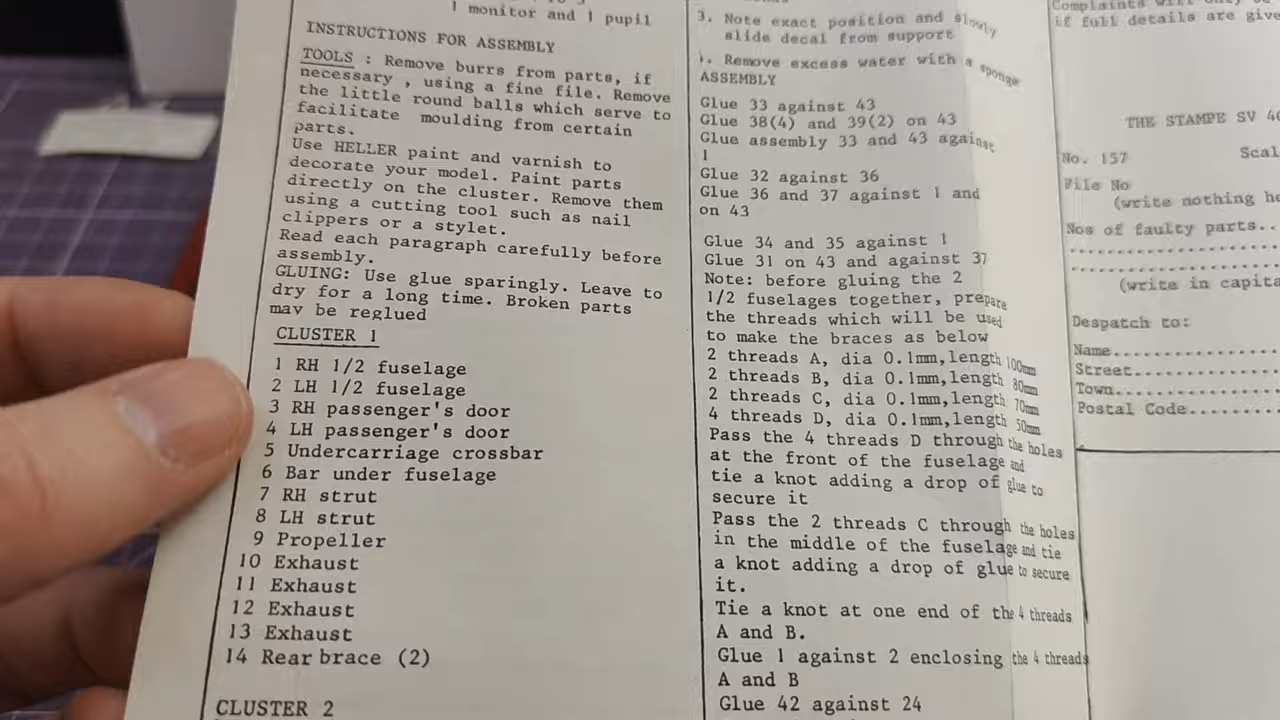 1 monitor and 1 pupil
INSTRUCTIONS FOR ASSEMBLY
TOOLS : Remove burrs from parts, if
necessary , using a fine file. Remove
the little round balls which serve to
facilitate moulding from certain
parts.
Use HELLER paint and varnish to
decorate your model. Paint parts
directly on the cluster. Remove them
using a cutting tool such as nail
clippers or a stylet.
Read each paragraph carefully before
assembly.
GLUING: Use glue sparingly. Leave to
dry for a long time. Broken parts
may be reglued
CLUSTER 1
1 RH 1/2 fuselage
2 LH 1/2 fuselage
3 RH passenger's door
4 LH passenger's door
5 Undercarriage crossbar
6 Bar under fuselage
7 RH strut
8 LH strut
9 Propeller
10 Exhaust
11 Exhaust
12 Exhaust
13 Exhaust
14 Rear brace (2)
CLUSTER 2
3. Note exact position and slowly
slide decal from support
. Remove excess water with a sponge
ASSEMBLY
Glue 33 against 43
Glue 38(4) and 39(2) on 43
Glue assembly 33 and 43 against
1
Glue 32 against 36
Glue 36 and 37 against 1 and
on 43
Glue 34 and 35 against 1
Glue 31 on 43 and against 37
Note: before gluing the 2
1/2 fuselages together, prepare
the threads which will be used
to make the braces as below
2 threads A, dia 0.1mm,length 100mm
2 threads B, dia 0.1mm,length 80mm
2 threads C, dia 0.1mm,length 70mm
4 threads D, dia 0.1mm,length 50mm
Pass the 4 threads D through the holes
at the front of the fuselage and
tie a knot adding a drop of glue to
secure it
Pass the 2 threads C through the holes
in the middle of the fuselage and tie
a knot adding a drop of glue to secure
it.
Tie a knot at one end of the 4 threads
A and B.
Glue 1 against 2 enclosing the 4 threads
A and B
Glue 42 against 24
Complaints will only be
if full details are give
THE STAMPE SV 4
No. 157 Scal
File No
(write nothing he
Nos of faulty parts..
(write in capita
Despatch to:
Name..............
Street............
Town..............
Postal Code........